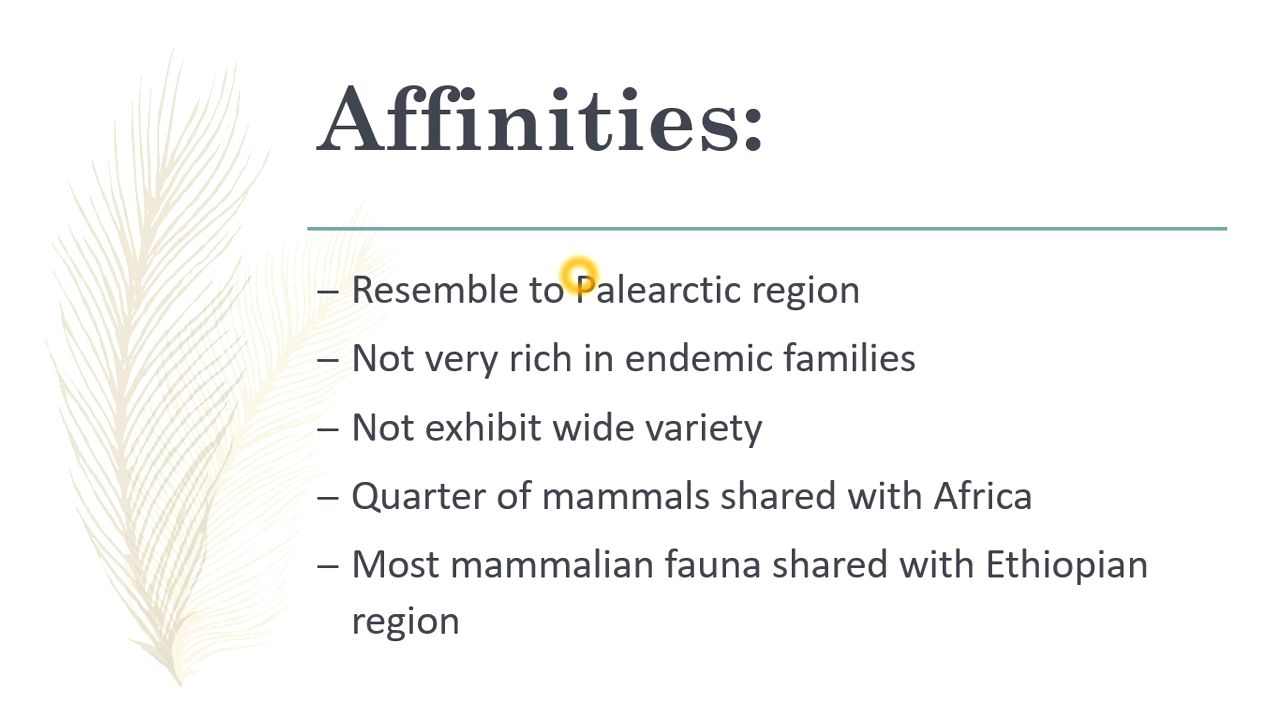 Affinities:
– Resemble to Palearctic region
– Not very rich in endemic families
– Not exhibit wide variety
– Quarter of mammals shared with Africa
– Most mammalian fauna shared with Ethiopian
region